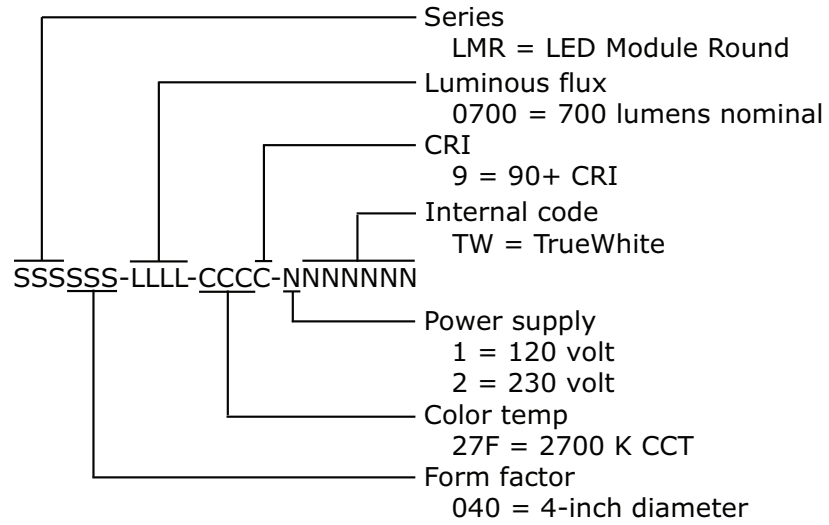 Series
LMR = LED Module Round
Luminous flux
0700 = 700 lumens nominal
CRI
9 = 90+ CRI
Internal code
TW = TrueWhite
SSSSSS-LLLL-CCCC-NNNNNNN
Power supply
1 = 120 volt
2 = 230 volt
Color temp
27F = 2700 K CCT
Form factor
040 = 4-inch diameter